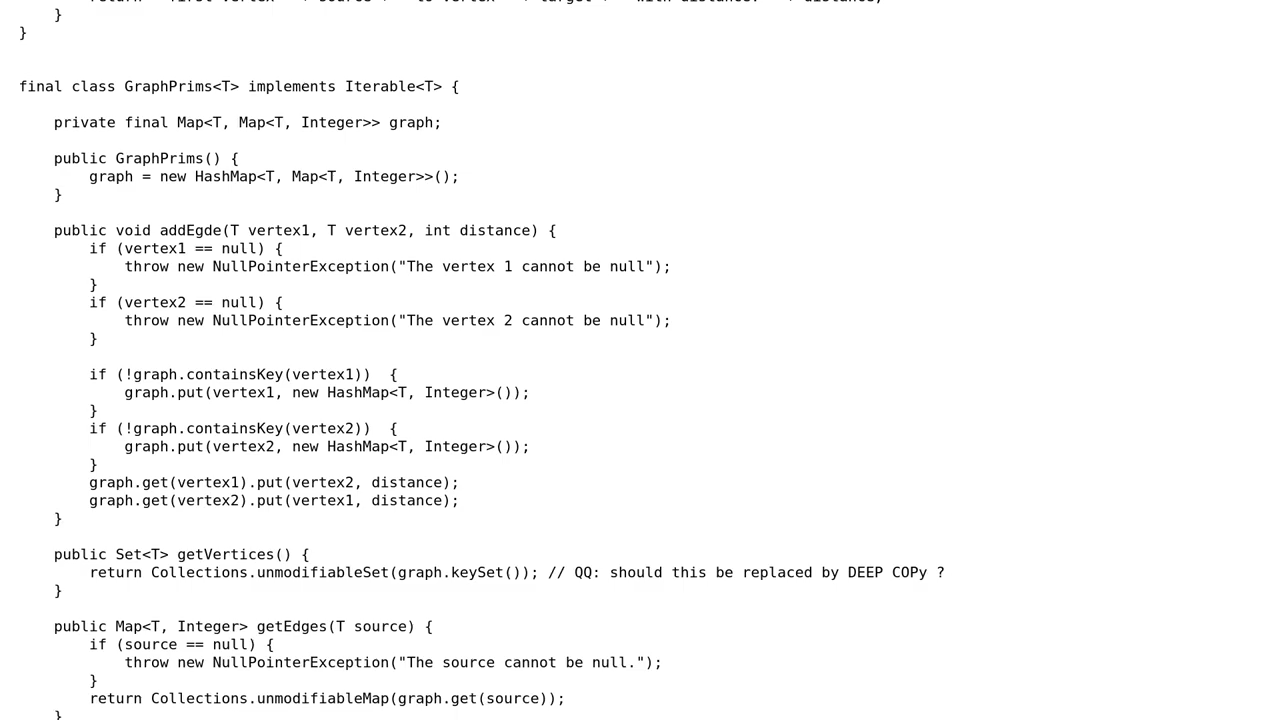 }
}
final class GraphPrims<T> implements Iterable<T> {
    private final Map<T, Map<T, Integer>> graph;
    public GraphPrims() {
        graph = new HashMap<T, Map<T, Integer>>();
    }
    public void addEgde(T vertex1, T vertex2, int distance) {
        if (vertex1 == null) {
            throw new NullPointerException("The vertex 1 cannot be null");
        }
        if (vertex2 == null) {
            throw new NullPointerException("The vertex 2 cannot be null");
        }
        if (!graph.containsKey(vertex1))  {
            graph.put(vertex1, new HashMap<T, Integer>());
        }
        if (!graph.containsKey(vertex2))  {
            graph.put(vertex2, new HashMap<T, Integer>());
        }
        graph.get(vertex1).put(vertex2, distance);
        graph.get(vertex2).put(vertex1, distance);
    }
    public Set<T> getVertices() {
        return Collections.unmodifiableSet(graph.keySet()); // QQ: should this be replaced by DEEP COPy ?
    }
    public Map<T, Integer> getEdges(T source) {
        if (source == null) {
            throw new NullPointerException("The source cannot be null.");
        }
        return Collections.unmodifiableMap(graph.get(source));
    }